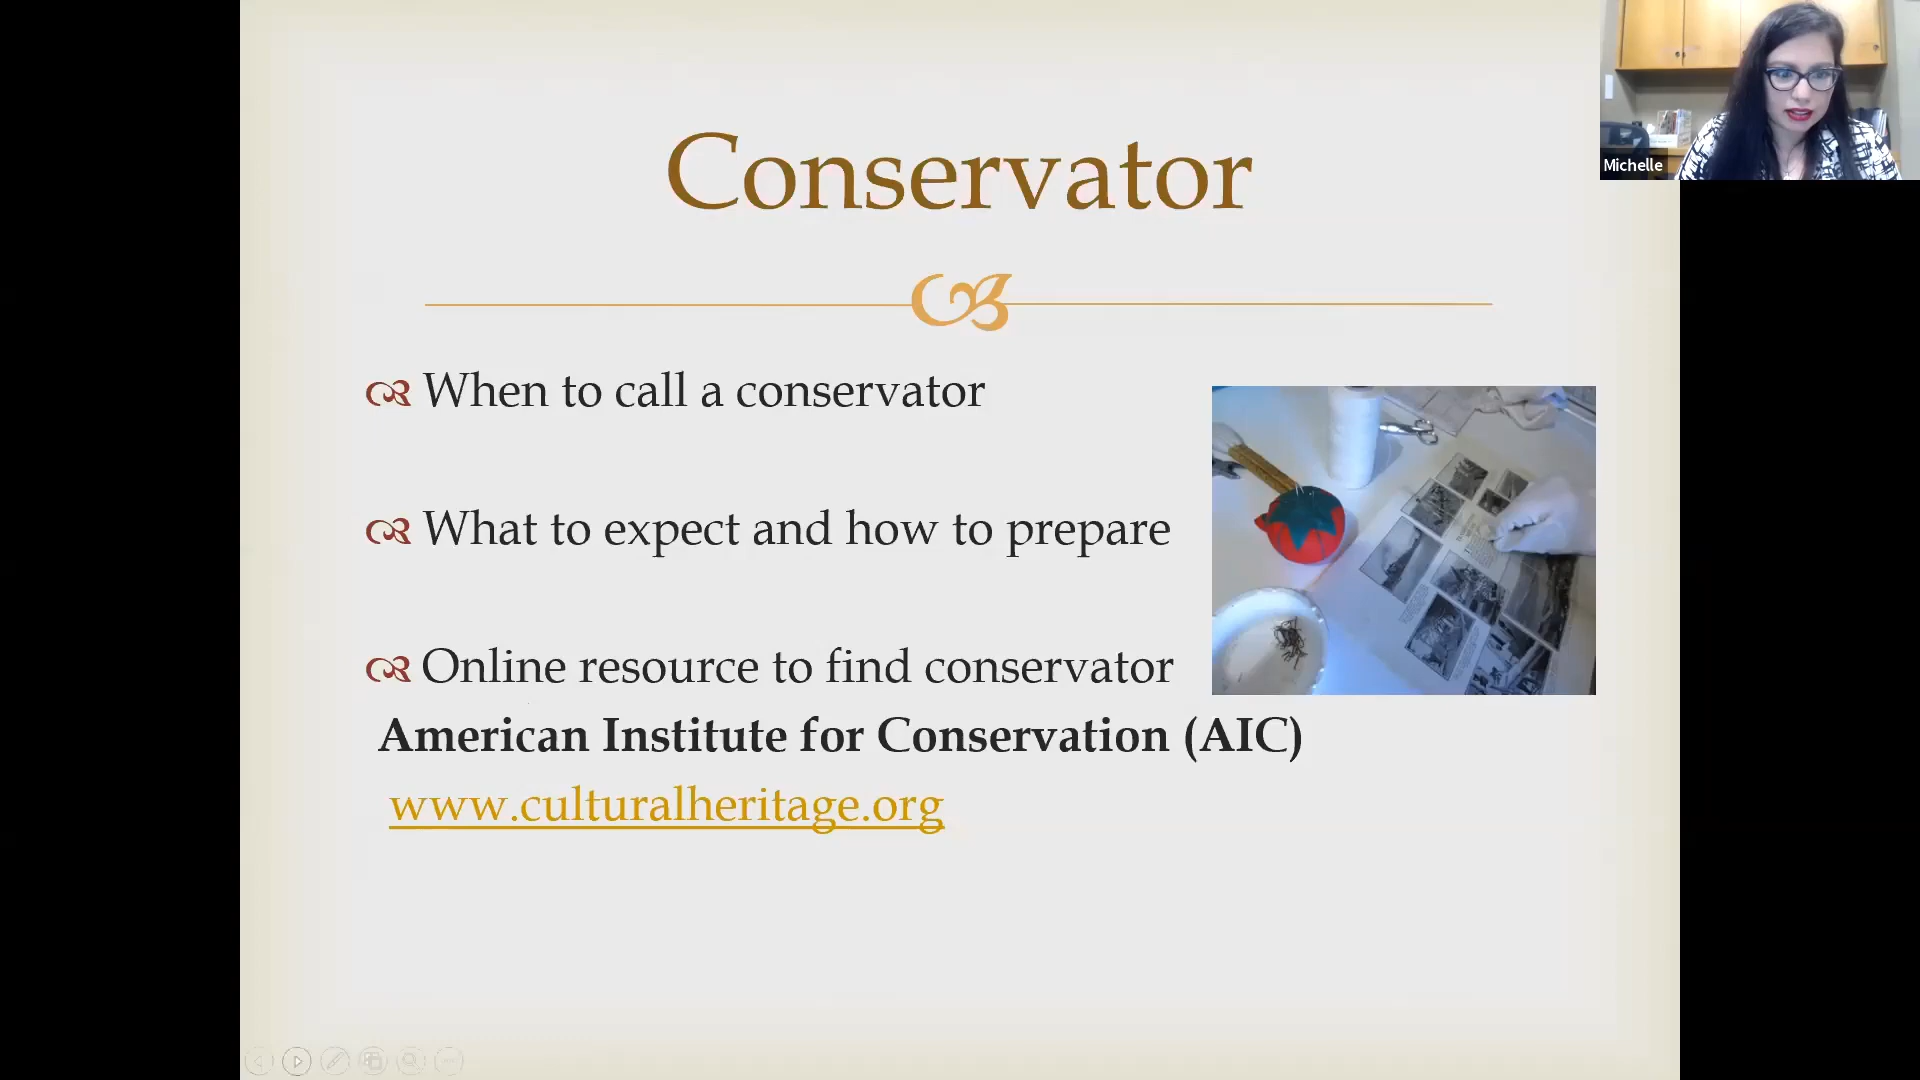 Conservator
When to call a conservator
What to expect and how to prepare
Online resource to find conservator
American Institute for Conservation (AIC)
www.culturalheritage.org
Michelle